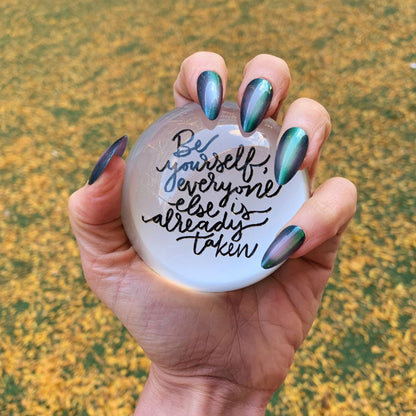 Be
yourself,
everyone
else is
already
taken